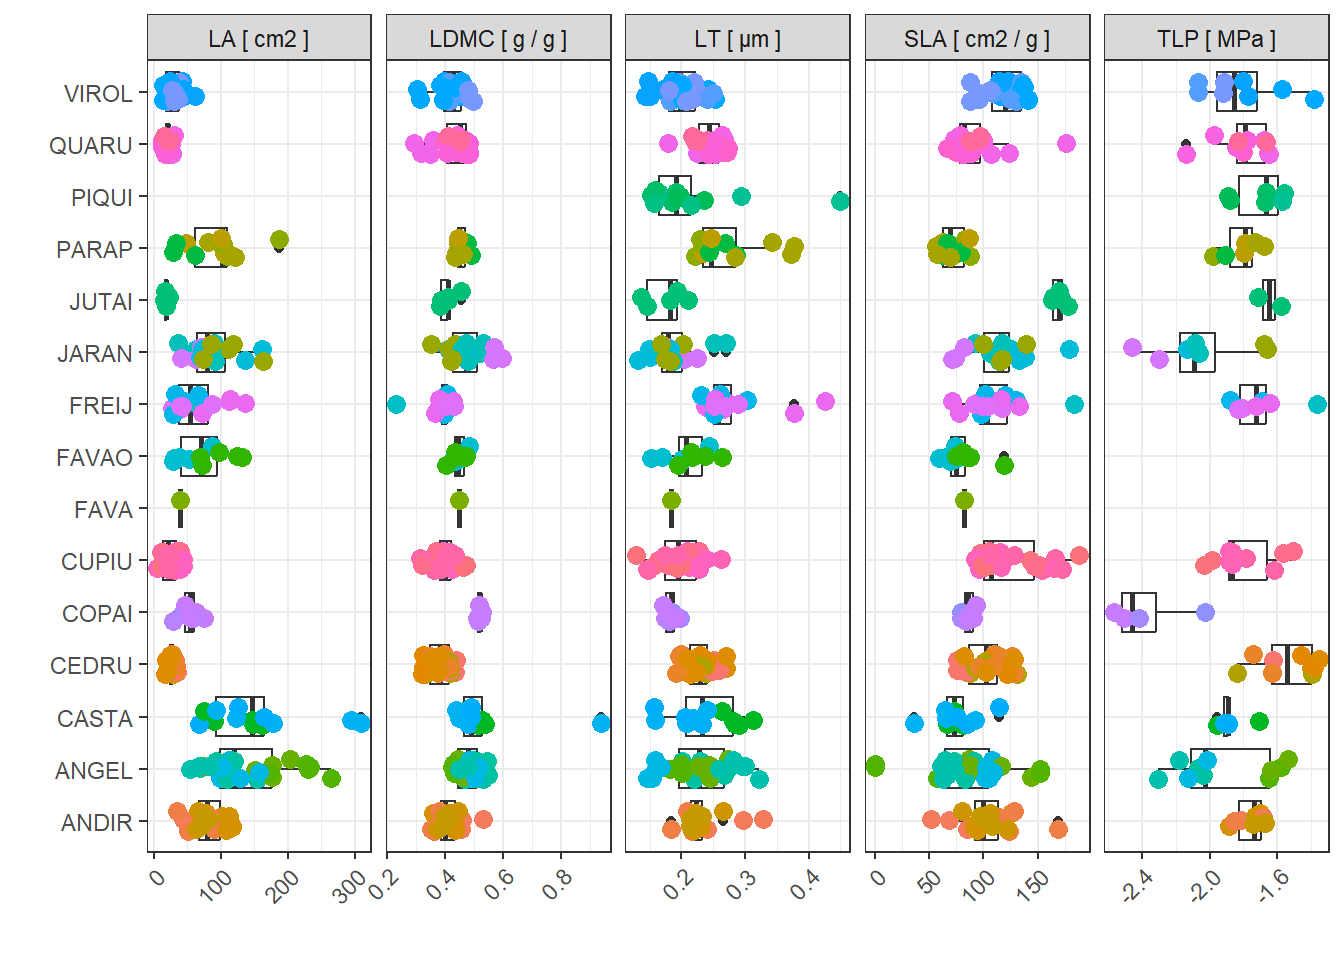 LA [ cm2 ] LDMC [ g / g ] LT [ µm ] SLA [ cm2 / g ] TLP [ MPa ]
VIROL
QUARU
PIQUI
PARAP
JUTAI
JARAN
FREIJ
FAVAO
FAVA
CUPIU
COPAI
CEDRU
CASTA
ANGEL
ANDIR
0 100 200 300 0.2 0.4 0.6 0.8 0.2 0.3 0.4 0 50 100 150 -2.4 -2.0 -1.6